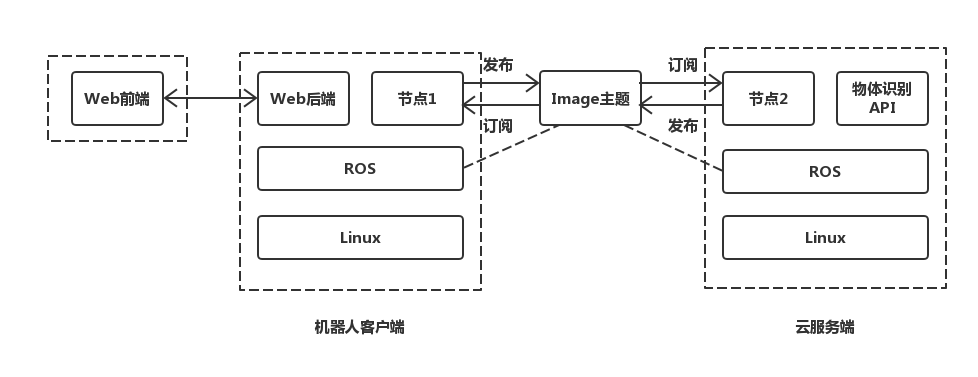 Web前端
Web后端
节点1
ROS
Linux
机器人客户端
发布
订阅
Image主题
订阅
发布
节点2
物体识别
API
ROS
Linux
云服务端